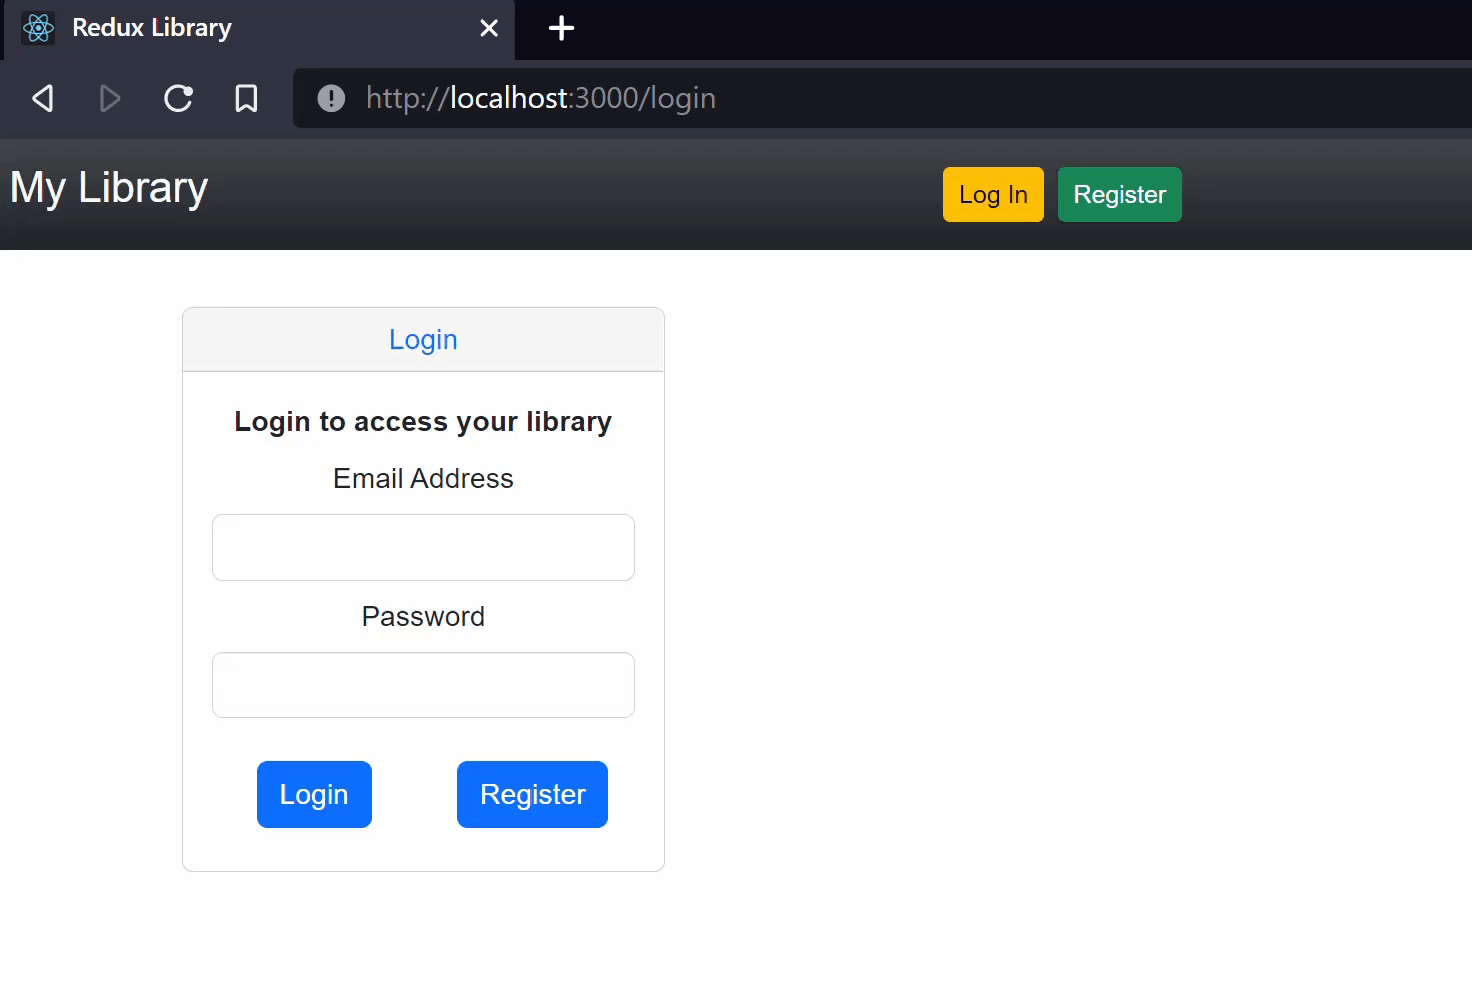 Redux Library
http://localhost:3000/login
My Library
Log In
Register
Login
Login to access your library
Email Address
Password
Login
Register